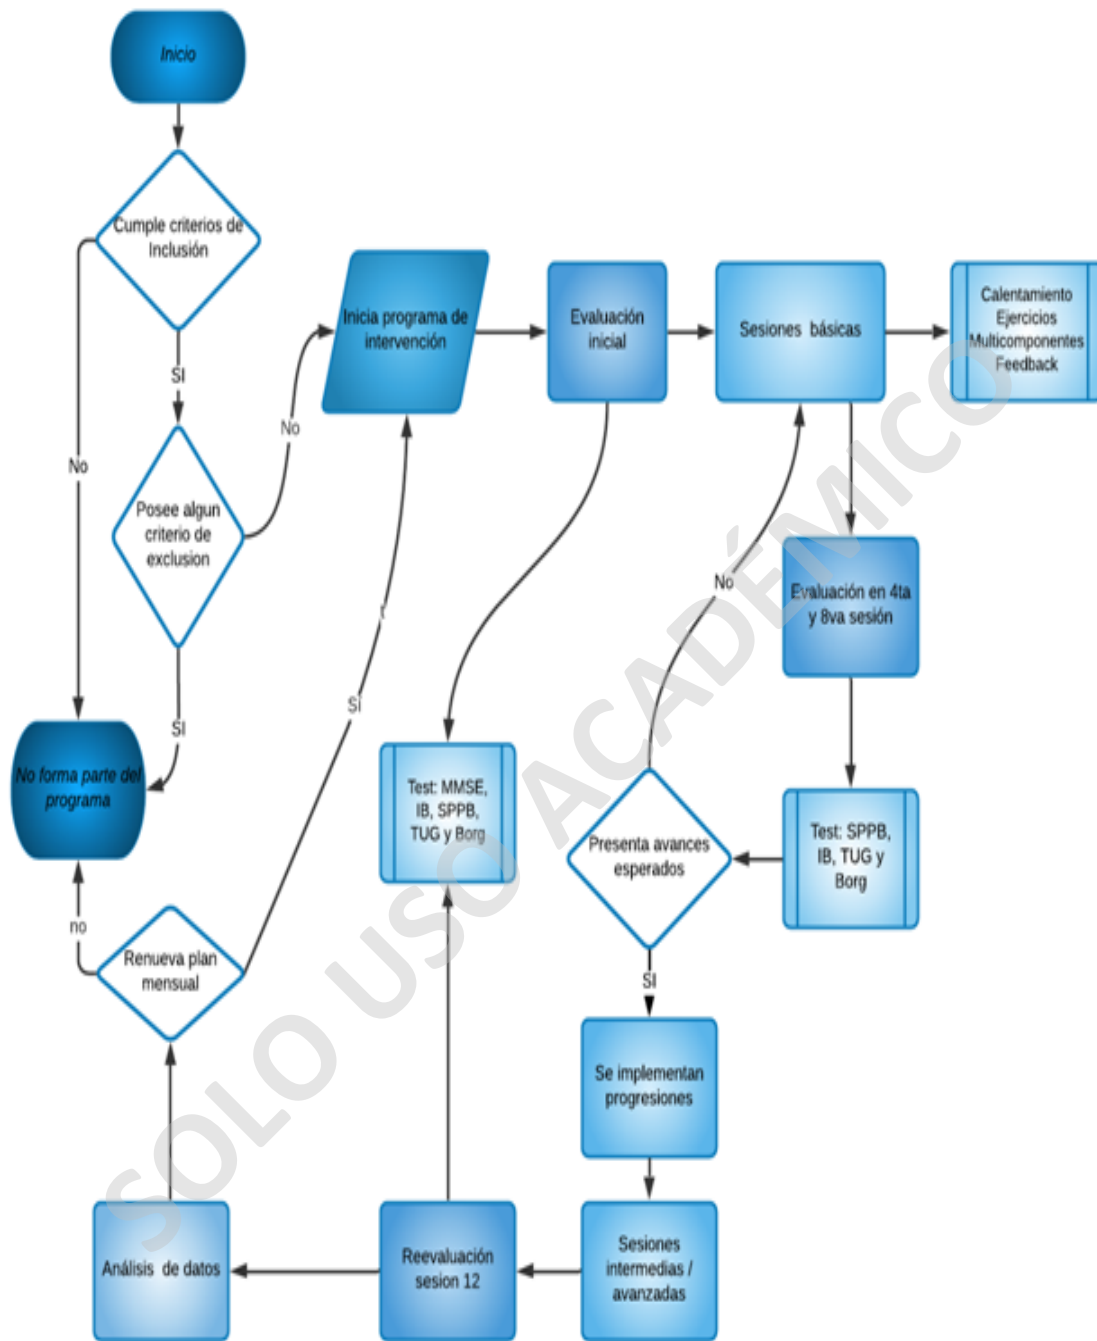 Inicio
Cumple criterios de
Inclusión
No
SI
Posee algun
criterio de
exclusion
No
SI
No forma parte del
programa
Inicia programa de
intervención
Evaluación
inicial
Sesiones básicas
Calentamiento
Ejercicios
Multicomponentes
Feedback
Evaluación en 4ta
y 8va sesión
Test: SPPB,
IB, TUG y
Borg
Presenta avances
esperados
No
SI
Test: MMSE,
IB, SPPB,
TUG y Borg
Se implementan
progresiones
Sesiones
intermedias /
avanzadas
Reevaluación
sesion 12
Análisis de datos
Renueva plan
mensual
no
SI
t
SOLO USO ACADÉMICO